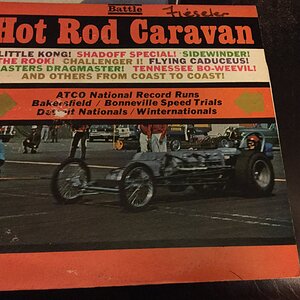 Battle
Fieseler
Hot Rod Caravan
LITTLE KONG! SHADOFF SPECIAL! SIDEWINDER!
THE ROOK! CHALLENGER II! FLYING CADUCEUS!
MASTERS DRAGMASTER! TENNESSEE BO-WEEVIL!
AND OTHERS FROM COAST TO COAST!
ATCO National Record Runs
Bakersfield / Bonneville Speed Trials
Detroit Nationals / Winternationals